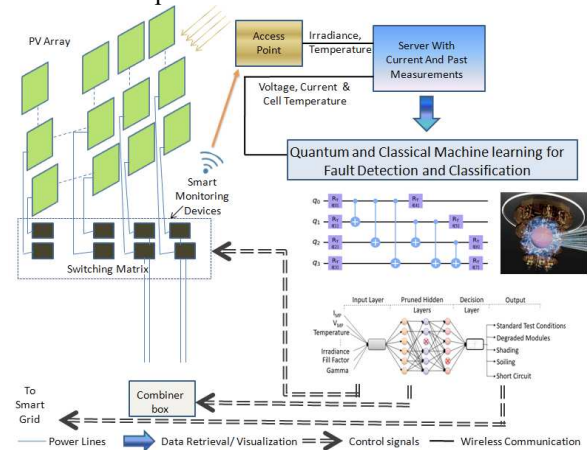 PV Array
Access
Point
Irradiance,
Temperature
Server With
Current And Past
Measurements
Voltage, Current &
Cell Temperature
Quantum and Classical Machine learning for
Fault Detection and Classification
Smart
Monitoring
Devices
Switching Matrix
q0
q1
q2
q3
Input Layer
Pruned Hidden
Layers
Decision
Layer
Output
IMP
VMP
Temperature
Irradiance
Fill Factor
Gamma
Standard Test Conditions
Degraded Modules
Shading
Soiling
Short Circuit
Combiner
box
To
Smart
Grid
Power Lines
Data Retrieval/ Visualization
Control signals
Wireless Communication